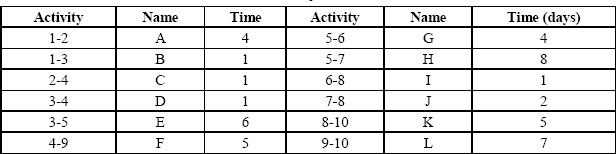 Activity Name Time Activity Name Time (days)
1-2 A 4 5-6 G 4
1-3 B 1 5-7 H 8
2-4 C 1 6-8 I 1
3-4 D 1 7-8 J 2
3-5 E 6 8-10 K 5
4-9 F 5 9-10 L 7